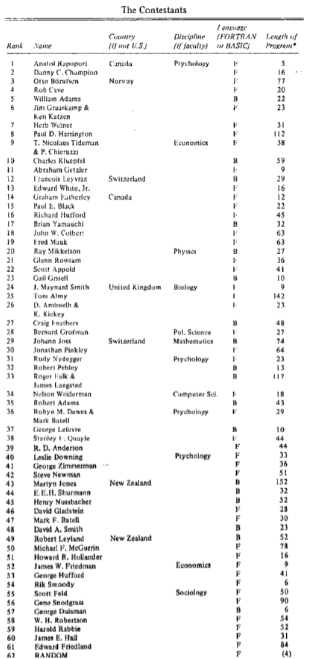 The Contestants
Country Discipline Language (FORTRAN Length of
Rank Name (if not U.S.) (if faculty) or BASIC) Program*
1 Anatol Rapoport Canada Psychology F 5
2 Danny C. Champion F 16
3 Otto Börufsen Norway F 77
4 Rob Cave F 20
5 William Adams B 22
6 Jim Graaskamp & F 23
Ken Katzen
7 Herb Weiner F 31
8 Paul D. Harrington F 112
9 T. Nicolaus Tideman Economics F 38
& P. Chieruzzi
10 Charles Kluepfel B 59
11 Abraham Getzler F 9
12 Francois Leyvraz Switzerland B 29
13 Edward White, Jr. F 16
14 Graham Eatherley Canada F 12
15 Paul E. Black F 22
16 Richard Hufford F 45
17 Brian Yamauchi B 32
18 John W. Colbert F 63
19 Fred Mauk F 63
20 Ray Mikkelson Physics B 27
21 Glenn Rowsam F 36
22 Scott Appold F 41
23 Gail Grisell B 10
24 J. Maynard Smith United Kingdom Biology F 9
25 Tom Almy F 142
26 D. Ambuelh & F 23
K. Hickey
27 Craig Feathers B 48
28 Bernard Grofman Pol. Science F 27
29 Johann Joss Switzerland Mathematics B 74
30 Jonathan Pinkley F 64
31 Rudy Nydegger Psychology F 23
32 Robert Pebley B 13
33 Roger Falk & B 117
James Langsted
34 Nelson Weiderman Computer Sci. F 18
35 Robert Adams B 43
36 Robyn M. Dawes & Psychology F 29
Mark Batell
37 George Lefevre B 10
38 Stanley F. Quayle F 44
39 R. D. Anderson F 44
40 Leslie Downing Psychology F 33
41 George Zimmerman F 36
42 Steve Newman F 51
43 Martyn Jones New Zealand B 152
44 E.E.H. Shurmann B 32
45 Henry Nussbacher B 52
46 David Gladstein F 28
47 Mark F. Batell F 30
48 David A. Smith B 23
49 Robert Leyland New Zealand B 52
50 Michael F. McGurrin F 78
51 Howard R. Hollander F 16
52 James W. Friedman Economics F 9
53 George Hufford F 41
54 Rik Smoody F 6
55 Scott Feld Sociology F 50
56 Gene Snodgrass F 90
57 George Duisman B 6
58 W. H. Robertson F 54
59 Harold Rabbie F 52
60 James E. Hall F 31
61 Edward Friedland F 84
62 RANDOM F (4)